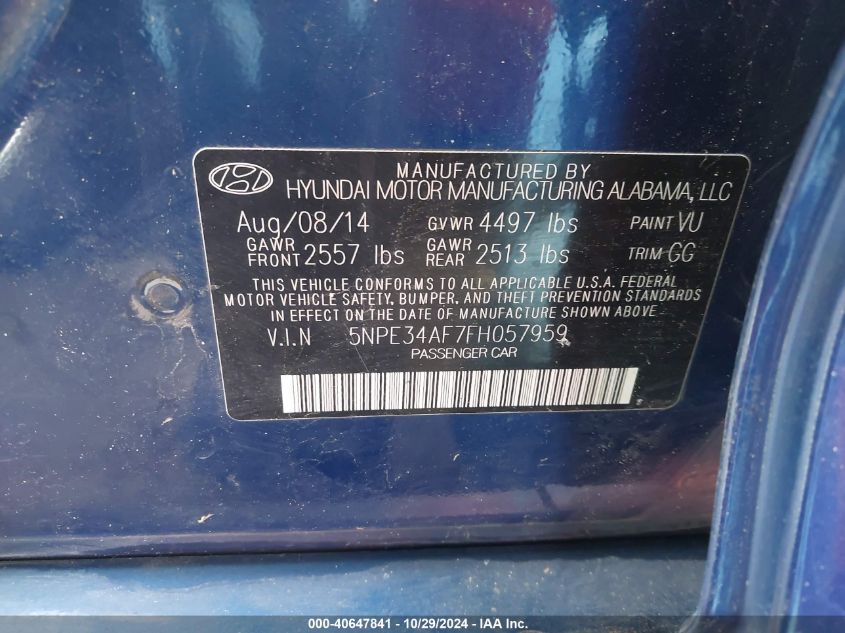 MANUFACTURED BY
HYUNDAI MOTOR MANUFACTURING ALABAMA, LLC
Aug/08/14 GVWR 4497 lbs PAINT VU
GAWR FRONT 2557 lbs GAWR REAR 2513 lbs TRIM GG
THIS VEHICLE CONFORMS TO ALL APPLICABLE U.S.A. FEDERAL
MOTOR VEHICLE SAFETY, BUMPER, AND THEFT PREVENTION STANDARDS
IN EFFECT ON THE DATE OF MANUFACTURE SHOWN ABOVE
V.I.N 5NPE34AF7FH057959
PASSENGER CAR
000-40647841 - 10/29/2024 - IAA Inc.